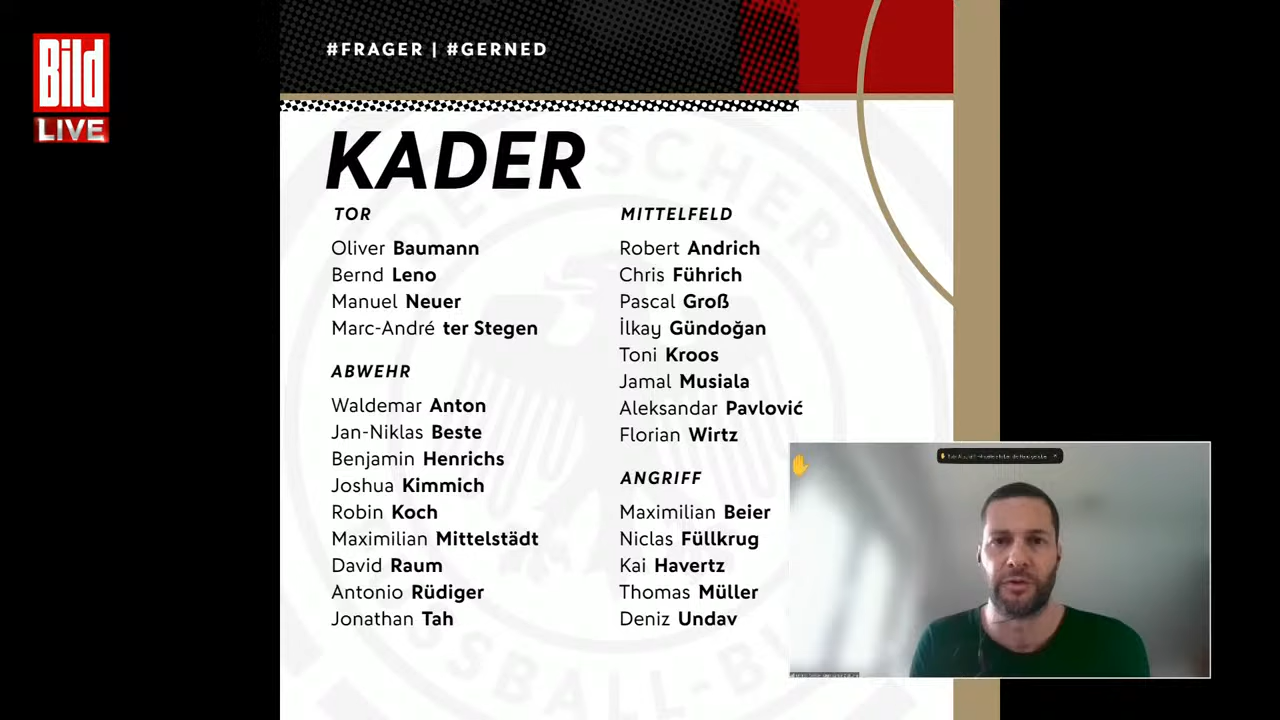 Bild
LIVE
#FRAGER | #GERNED
KADER
TOR
Oliver Baumann
Bernd Leno
Manuel Neuer
Marc-André ter Stegen
ABWEHR
Waldemar Anton
Jan-Niklas Beste
Benjamin Henrichs
Joshua Kimmich
Robin Koch
Maximilian Mittelstädt
David Raum
Antonio Rüdiger
Jonathan Tah
MITTELFELD
Robert Andrich
Chris Führich
Pascal Groß
İlkay Gündoğan
Toni Kroos
Jamal Musiala
Aleksandar Pavlović
Florian Wirtz
ANGRIFF
Maximilian Beier
Niclas Füllkrug
Kai Havertz
Thomas Müller
Deniz Undav